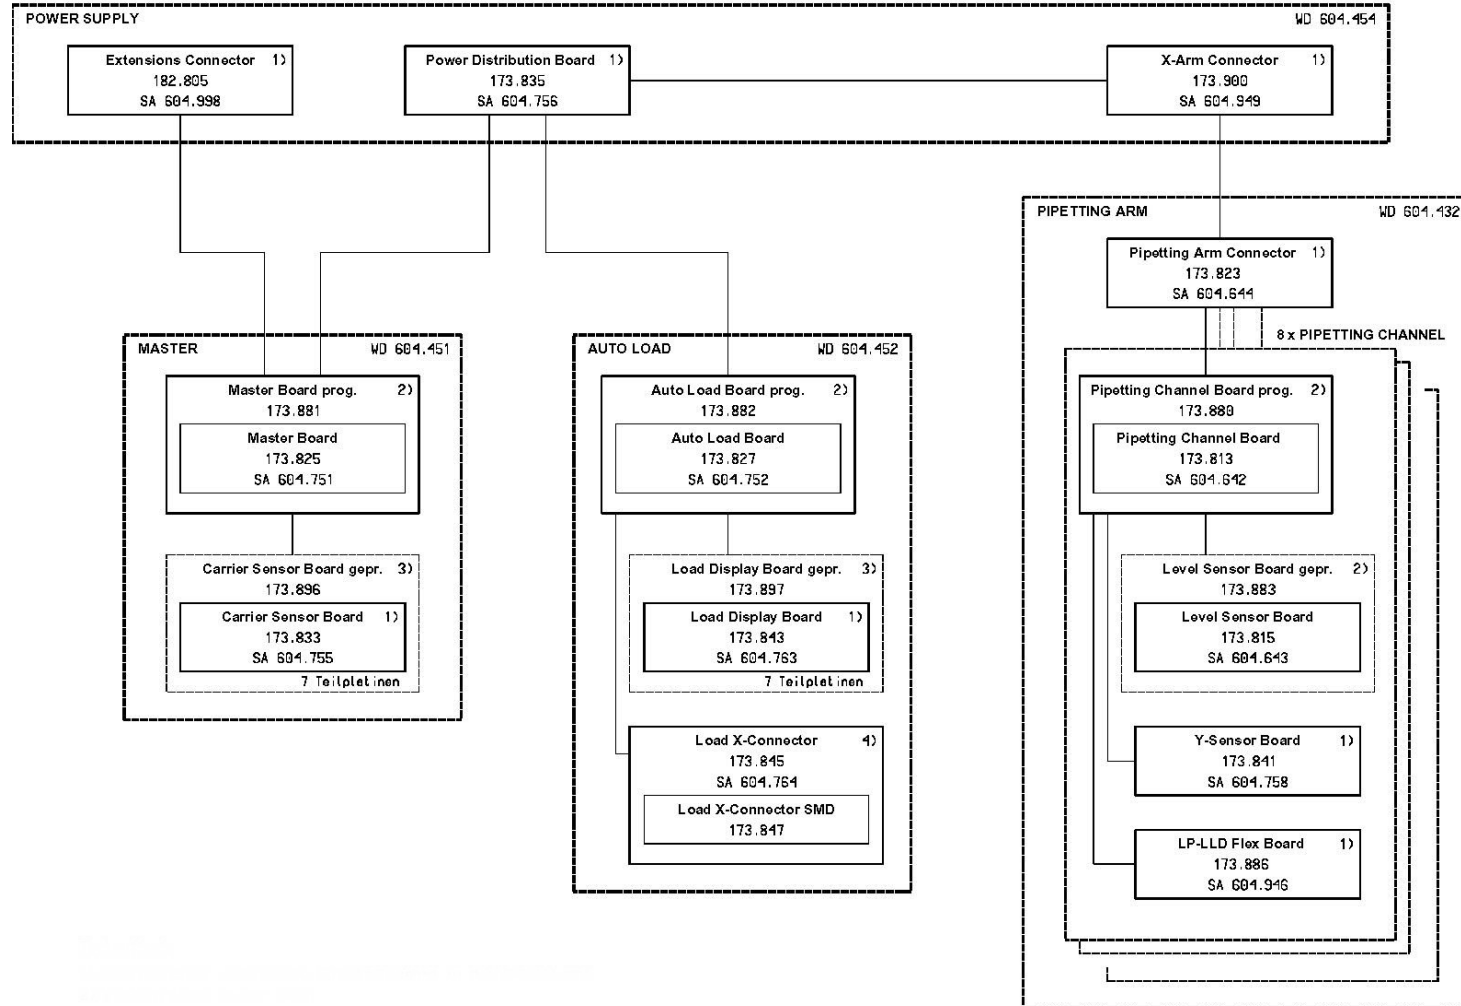 POWER SUPPLY
WD 604.454
Extensions Connector 1)
182.805
SA 604.998
Power Distribution Board 1)
173.835
SA 604.756
X-Arm Connector 1)
173.900
SA 604.949
PIPETTING ARM
WD 604.432
Pipetting Arm Connector 1)
173.823
SA 604.644
8 x PIPETTING CHANNEL
MASTER
WD 604.451
Master Board prog. 2)
173.881
Master Board
173.825
SA 604.751
Carrier Sensor Board gepr. 3)
173.896
Carrier Sensor Board 1)
173.833
SA 604.755
7 Teilplatinen
AUTO LOAD
WD 604.452
Auto Load Board prog. 2)
173.882
Auto Load Board
173.827
SA 604.752
Load Display Board gepr. 3)
173.897
Load Display Board 1)
173.843
SA 604.763
7 Teilplatinen
Load X-Connector 4)
173.845
SA 604.764
Load X-Connector SMD
173.847
Pipetting Channel Board prog. 2)
173.880
Pipetting Channel Board
173.813
SA 604.642
Level Sensor Board gepr. 2)
173.883
Level Sensor Board
173.815
SA 604.643
Y-Sensor Board 1)
173.841
SA 604.758
LP-LLD Flex Board 1)
173.886
SA 604.946